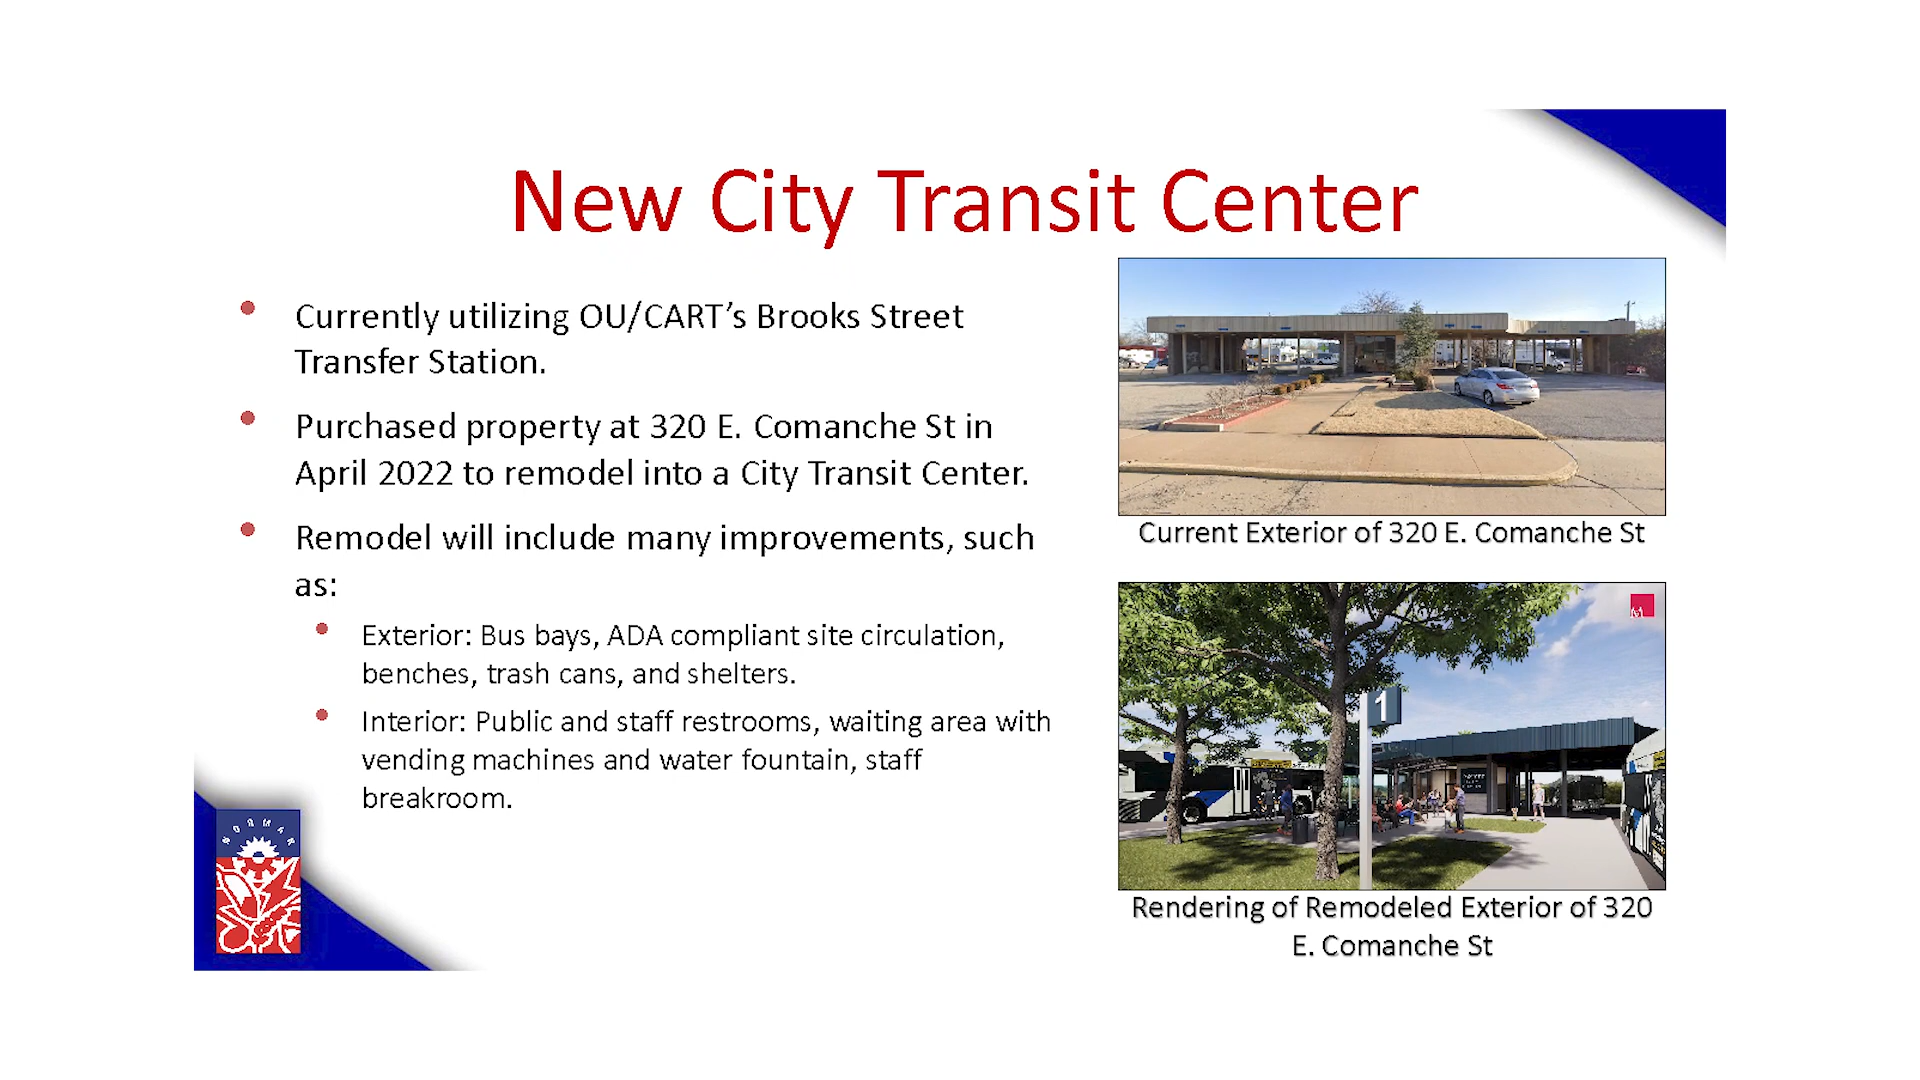 New City Transit Center
Currently utilizing OU/CART’s Brooks Street
Transfer Station.
Purchased property at 320 E. Comanche St in
April 2022 to remodel into a City Transit Center.
Remodel will include many improvements, such
as:
Exterior: Bus bays, ADA compliant site circulation,
benches, trash cans, and shelters.
Interior: Public and staff restrooms, waiting area with
vending machines and water fountain, staff
breakroom.
Current Exterior of 320 E. Comanche St
1
Rendering of Remodeled Exterior of 320
E. Comanche St
NORMAN